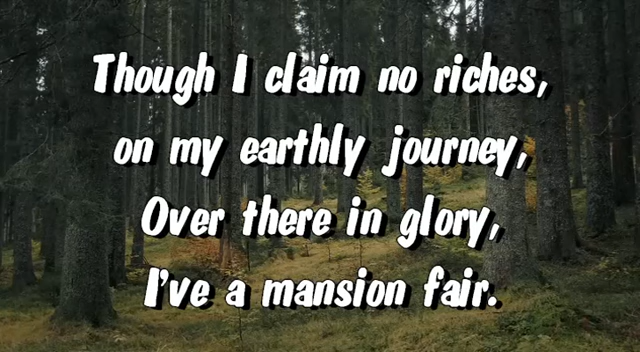 Though I claim no riches,
on my earthly journey,
Over there in glory,
I've a mansion fair.